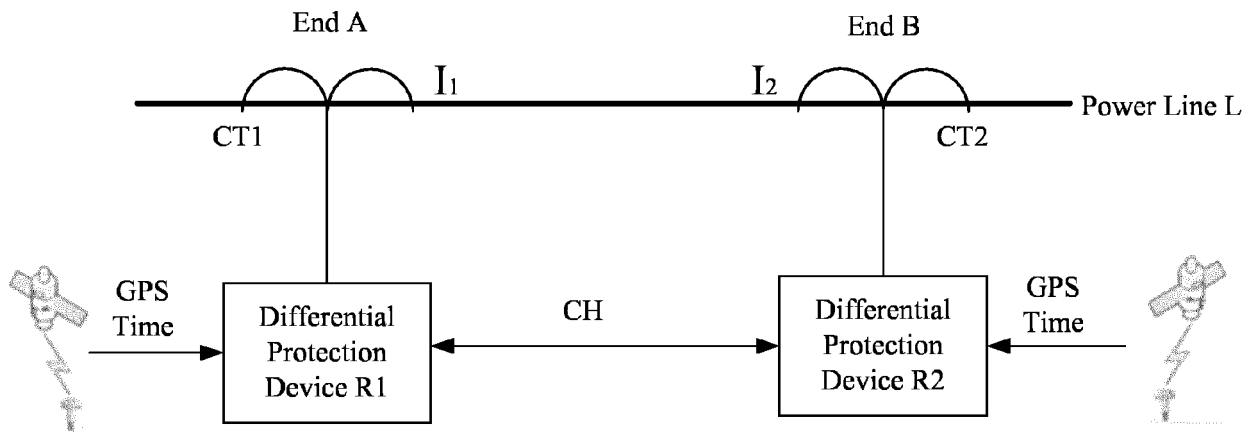 End A
End B
I1
I2
CT1
CT2
Power Line L
GPS
Time
Differential
Protection
Device R1
CH
Differential
Protection
Device R2
GPS
Time